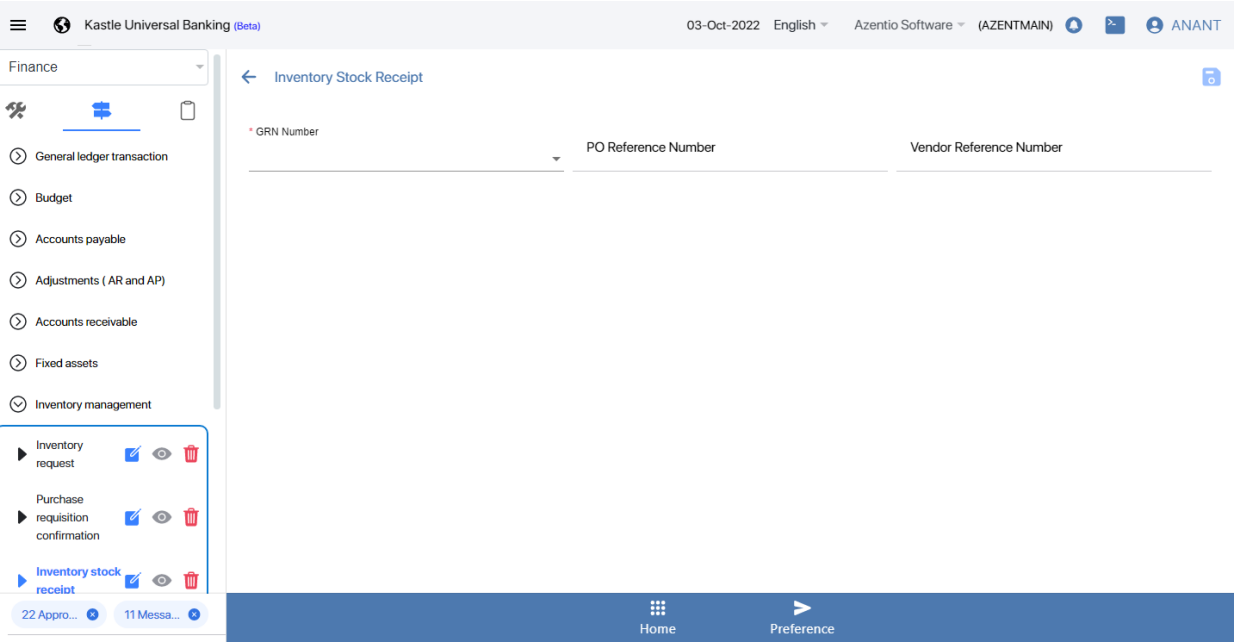 Kastle Universal Banking (Beta)
03-Oct-2022 English Azentio Software (AZENTMAIN) ANANT
Finance
Inventory Stock Receipt
* GRN Number
PO Reference Number
Vendor Reference Number
General ledger transaction
Budget
Accounts payable
Adjustments ( AR and AP)
Accounts receivable
Fixed assets
Inventory management
Inventory
request
Purchase
requisition
confirmation
Inventory stock
receipt
22 Appro...
11 Messa...
Home
Preference